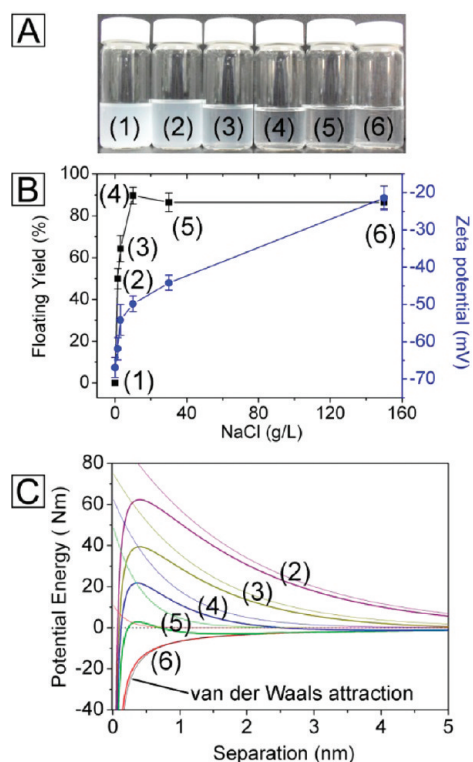 A
(1) (2) (3) (4) (5) (6)
B
Floating Yield (%)
100
80
60
40
20
0
(4)
(5)
(3)
(2)
(1)
(6)
-20
-30
-40
-50
-60
-70
Zeta potential (mV)
0 40 80 120 160
NaCl (g/L)
C
Potential Energy ( Nm)
80
60
40
20
0
-20
-40
(2)
(3)
(4)
(5)
(6)
van der Waals attraction
0 1 2 3 4 5
Separation (nm)